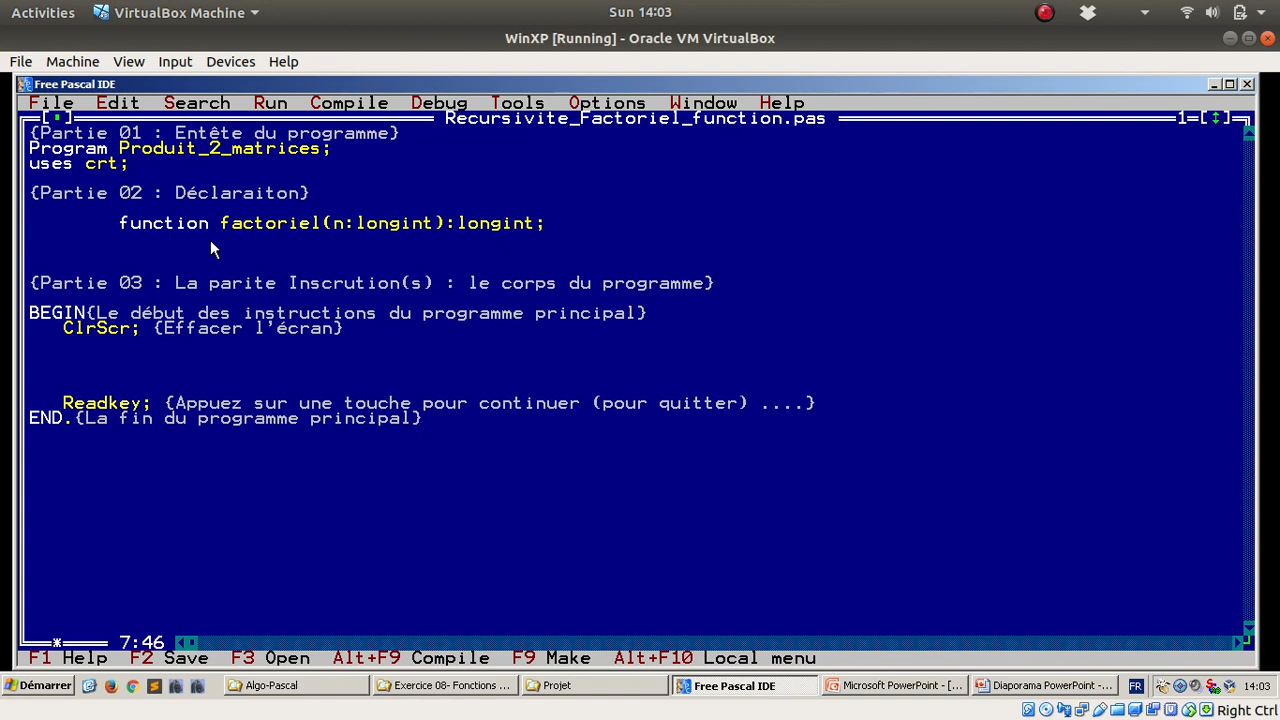 Activities VirtualBox Machine Sun 14:03
WinXP [Running] - Oracle VM VirtualBox
File Machine View Input Devices Help
Free Pascal IDE
File Edit Search Run Compile Debug Tools Options Window Help
Recursivite_Factoriel_function.pas 1=[↕]
{Partie 01 : Entête du programme}
Program Produit_2_matrices;
uses crt;
{Partie 02 : Déclaraiton}
function factoriel(n:longint):longint;
{Partie 03 : La parite Inscrution(s) : le corps du programme}
BEGIN{Le début des instructions du programme principal}
ClrScr; {Effacer l'écran}
Readkey; {Appuez sur une touche pour continuer (pour quitter) ....}
END.{La fin du programme principal}
* 7:46
F1 Help F2 Save F3 Open Alt+F9 Compile F9 Make Alt+F10 Local menu
Démarrer Algo-Pascal Exercice 08- Fonctions ... Projet Free Pascal IDE Microsoft PowerPoint - [... Diaporama PowerPoint - ... FR 14:03
Right Ctrl